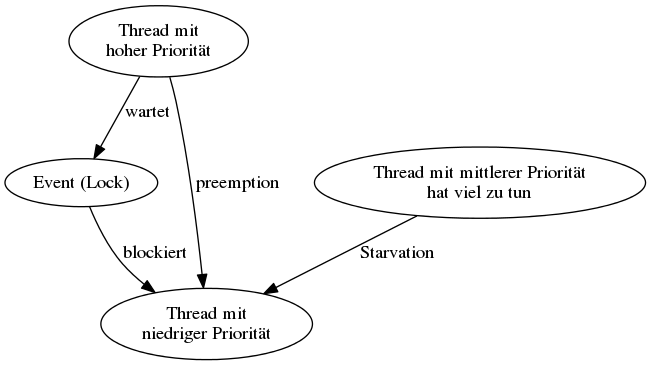 Thread mit
hoher Priorität
wartet
Event (Lock)
preemption
Thread mit mittlerer Priorität
hat viel zu tun
blockiert
Starvation
Thread mit
niedriger Priorität